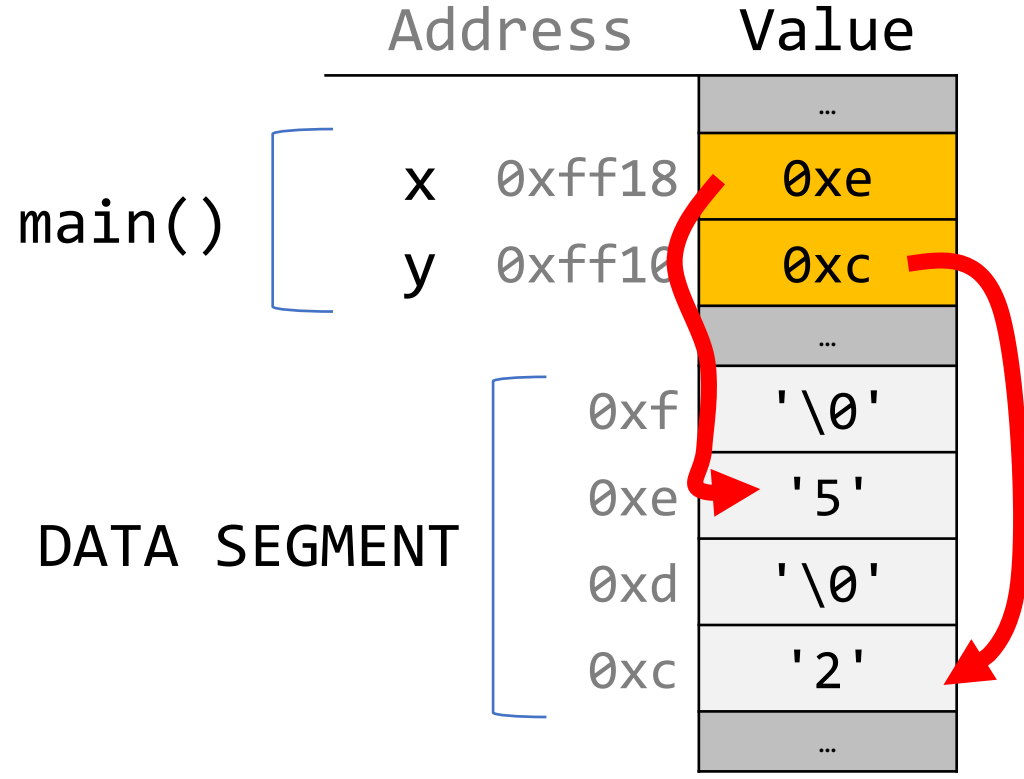 Address Value
…
x 0xff18 0xe
main()
y 0xff10 0xc
…
0xf '\0'
0xe '5'
DATA SEGMENT
0xd '\0'
0xc '2'
…